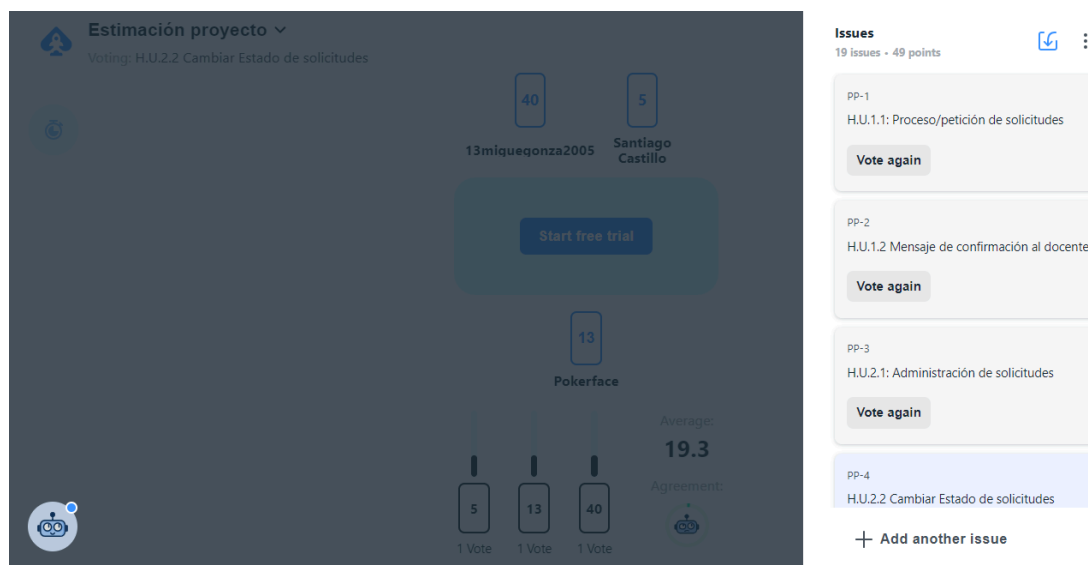 Estimación proyecto
Voting: H.U.2.2 Cambiar Estado de solicitudes
40
5
13miguegonza2005
Santiago
Castillo
Start free trial
13
Pokerface
Average:
19.3
Agreement:
5
13
40
1 Vote
1 Vote
1 Vote
Issues
19 issues • 49 points
PP-1
H.U.1.1: Proceso/petición de solicitudes
Vote again
PP-2
H.U.1.2 Mensaje de confirmación al docente
Vote again
PP-3
H.U.2.1: Administración de solicitudes
Vote again
PP-4
H.U.2.2 Cambiar Estado de solicitudes
Add another issue